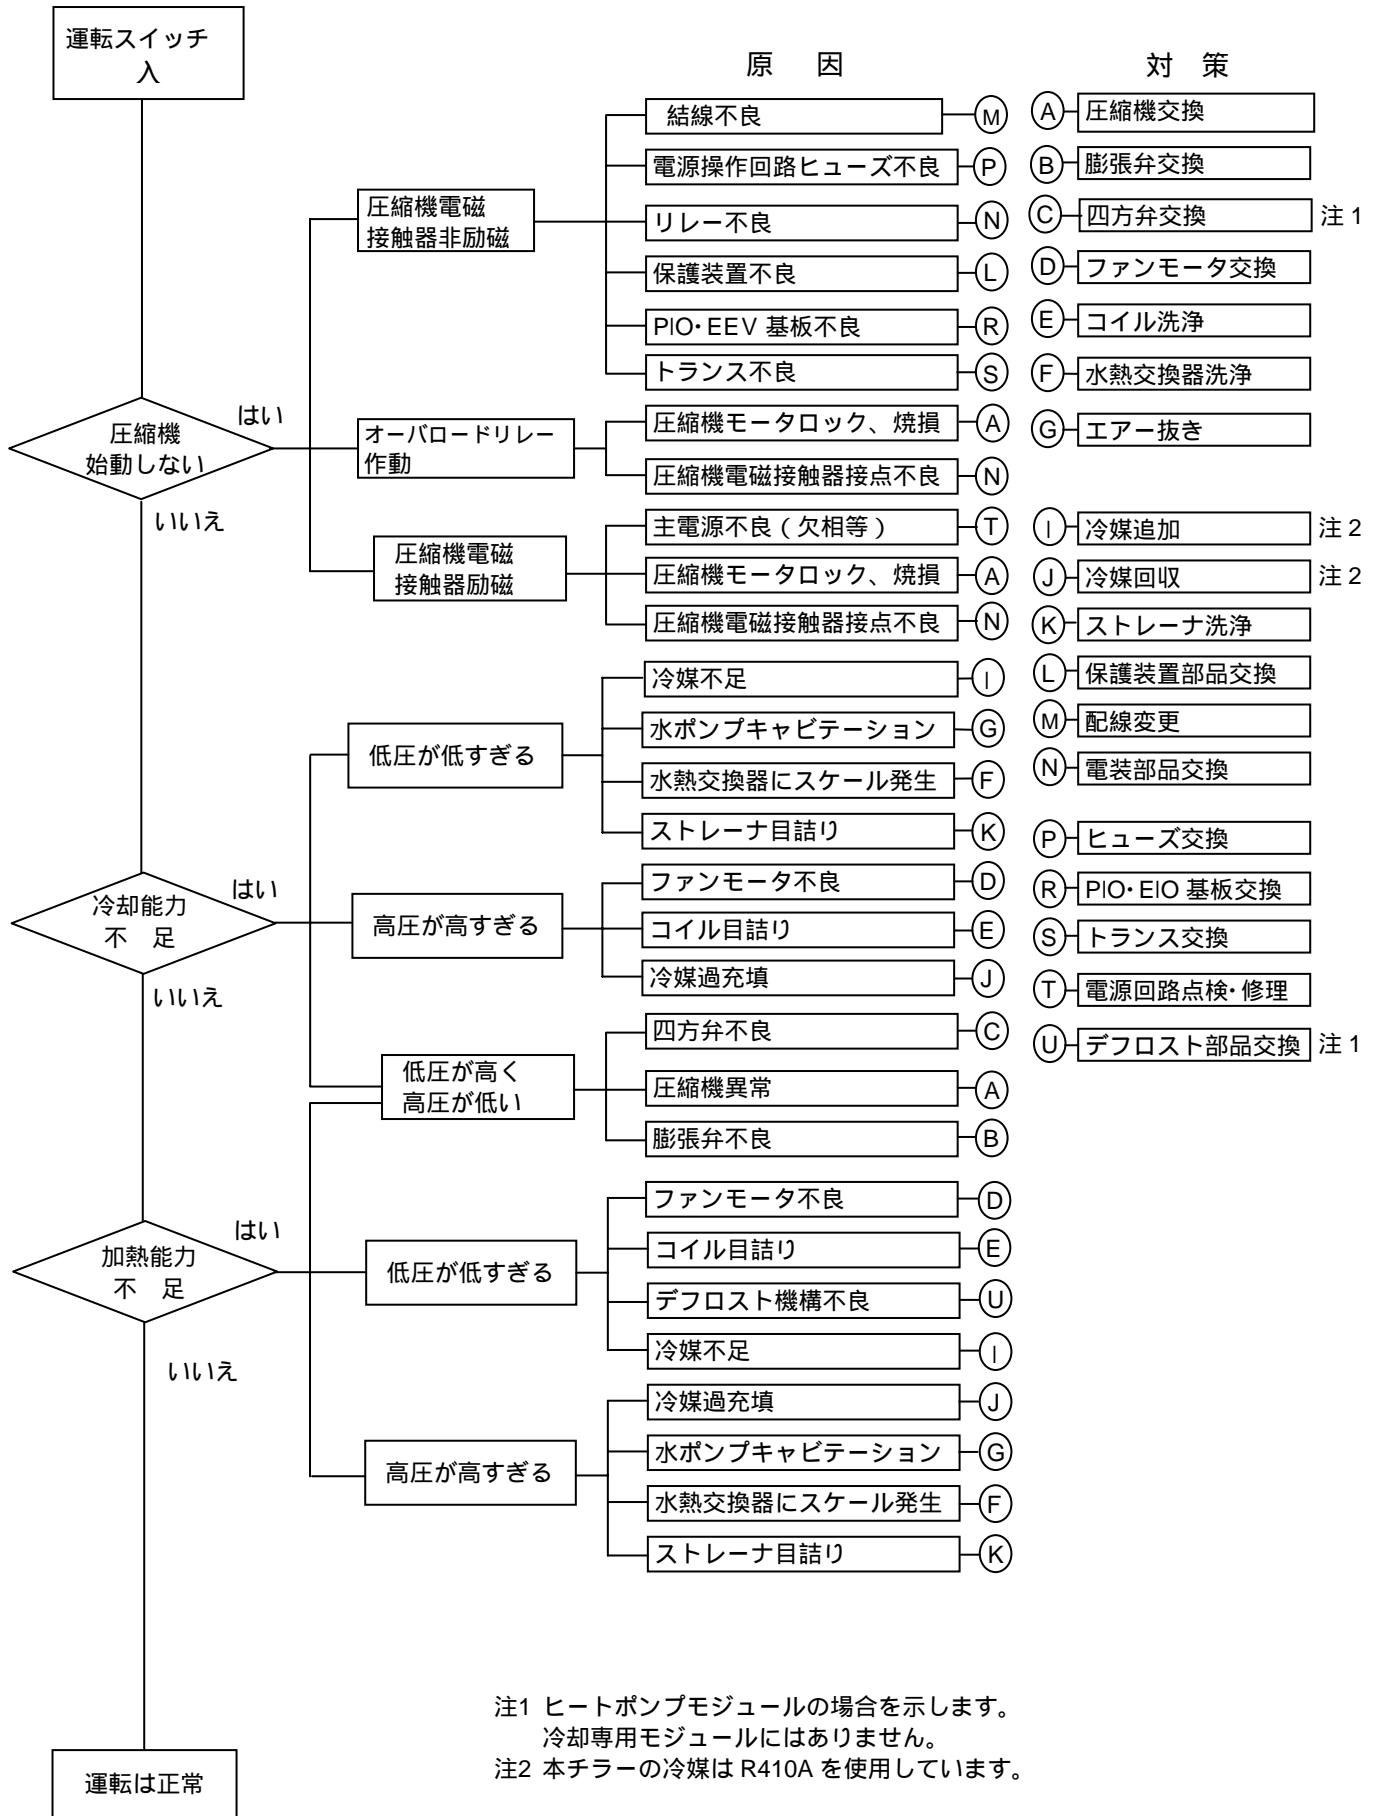 運転スイッチ
入
原　因
対　策
結線不良 M
電源操作回路ヒューズ不良 P
圧縮機電磁
接触器非励磁
リレー不良 N
保護装置不良 L
PIO･EEV 基板不良 R
トランス不良 S
圧縮機
始動しない
はい
いいえ
オーバロードリレー
作動
圧縮機モータロック、焼損 A
圧縮機電磁接触器接点不良 N
圧縮機電磁
接触器励磁
主電源不良（欠相等） T
圧縮機モータロック、焼損 A
圧縮機電磁接触器接点不良 N
冷却能力
不　足
はい
いいえ
低圧が低すぎる
冷媒不足 I
水ポンプキャビテーション G
水熱交換器にスケール発生 F
ストレーナ目詰り K
高圧が高すぎる
ファンモータ不良 D
コイル目詰り E
冷媒過充填 J
低圧が高く
高圧が低い
四方弁不良 C
圧縮機異常 A
膨張弁不良 B
加熱能力
不　足
はい
いいえ
低圧が低すぎる
ファンモータ不良 D
コイル目詰り E
デフロスト機構不良 U
冷媒不足 I
高圧が高すぎる
冷媒過充填 J
水ポンプキャビテーション G
水熱交換器にスケール発生 F
ストレーナ目詰り K
運転は正常
A 圧縮機交換
B 膨張弁交換
C 四方弁交換 注 1
D ファンモータ交換
E コイル洗浄
F 水熱交換器洗浄
G エアー抜き
I 冷媒追加 注 2
J 冷媒回収 注 2
K ストレーナ洗浄
L 保護装置部品交換
M 配線変更
N 電装部品交換
P ヒューズ交換
R PIO･EIO 基板交換
S トランス交換
T 電源回路点検･修理
U デフロスト部品交換 注 1
注1 ヒートポンプモジュールの場合を示します。
冷却専用モジュールにはありません。
注2 本チラーの冷媒は R410A を使用しています。